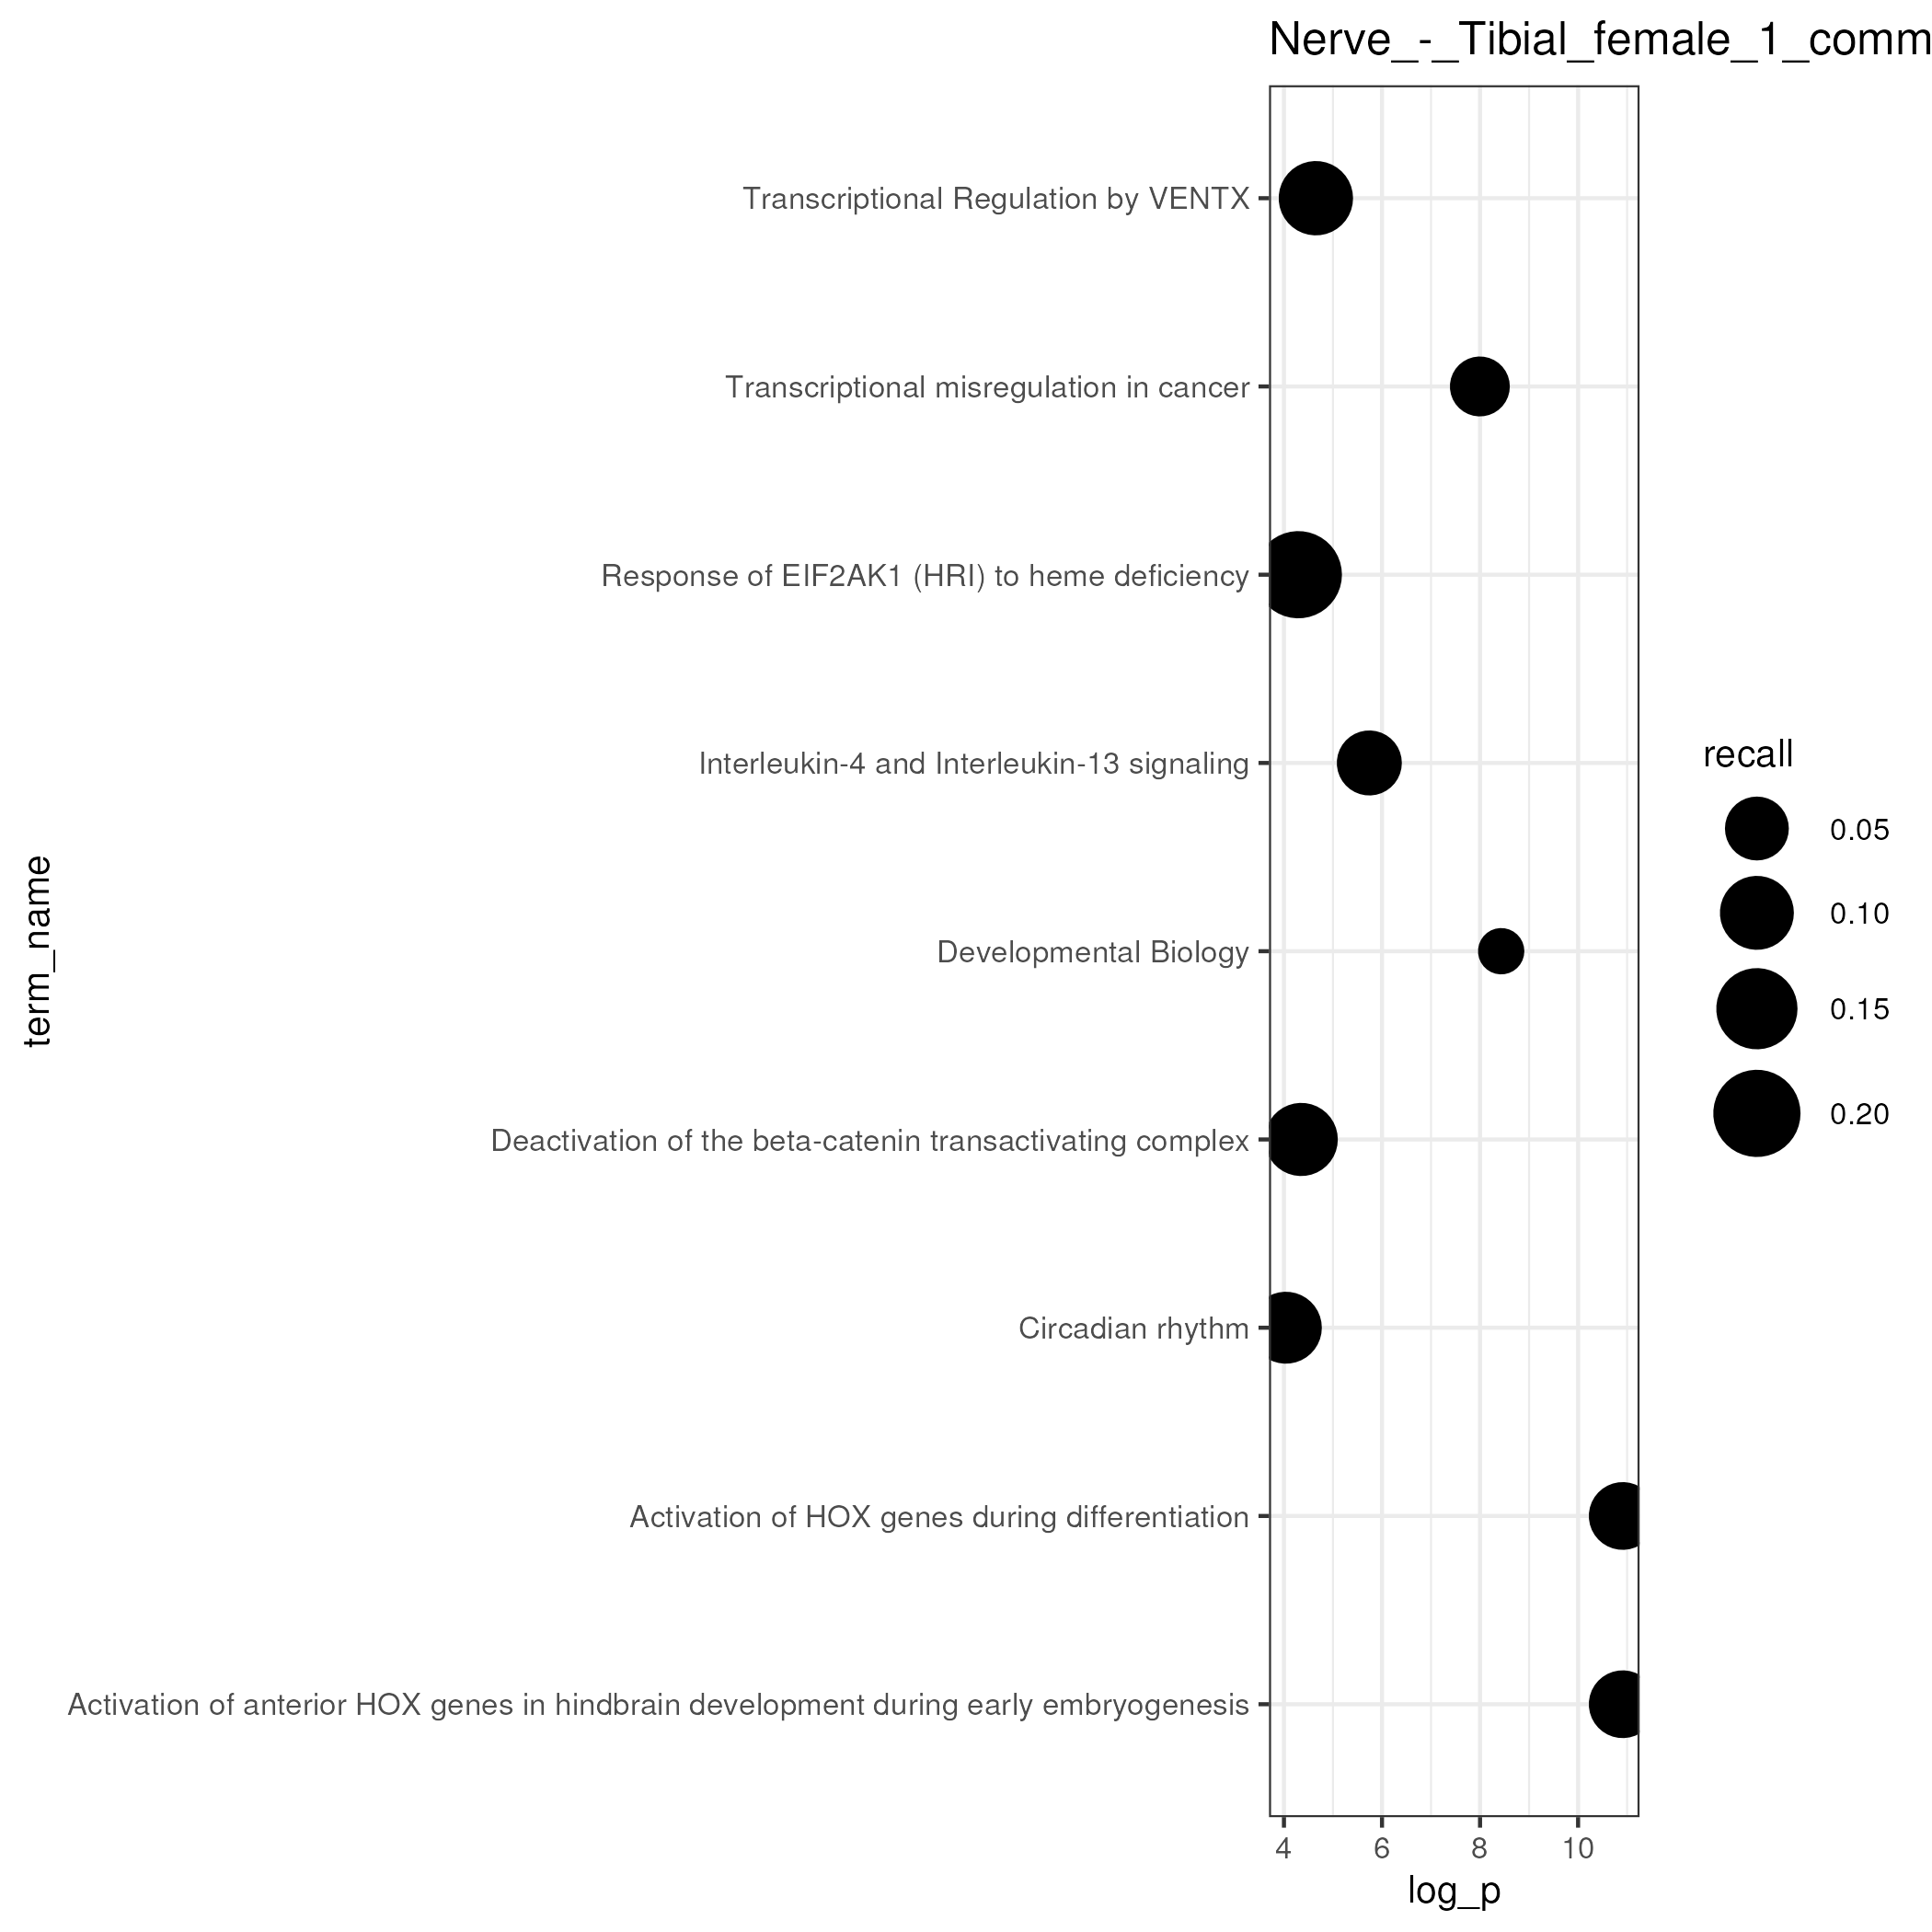 Nerve_-_Tibial_female_1_comm
Transcriptional Regulation by VENTX
Transcriptional misregulation in cancer
Response of EIF2AK1 (HRI) to heme deficiency
Interleukin-4 and Interleukin-13 signaling
Developmental Biology
Deactivation of the beta-catenin transactivating complex
Circadian rhythm
Activation of HOX genes during differentiation
Activation of anterior HOX genes in hindbrain development during early embryogenesis
term_name
4 6 8 10
log_p
recall
0.05
0.10
0.15
0.20